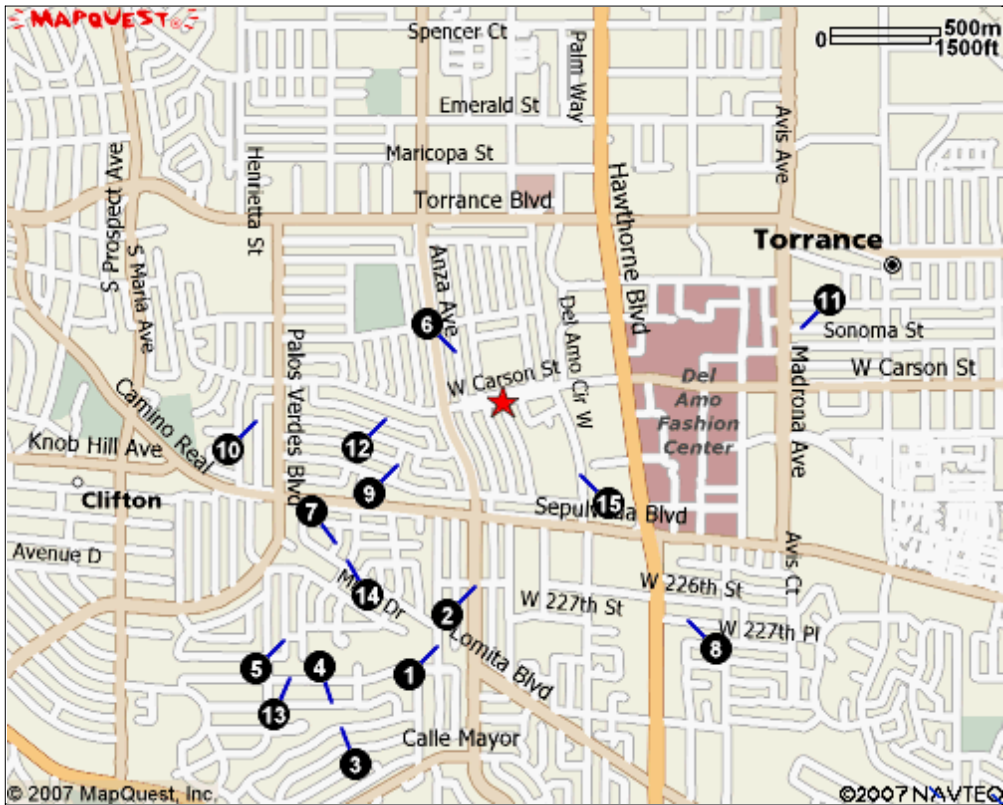 MAPQUEST
Spencer Ct
Palm Way
0 500m
1500ft
Emerald St
Avis Ave
Maricopa St
S Prospect Ave
Henrietta St
Torrance Blvd
Hawthorne Blvd
S Maria Ave
Anza Ave
Torrance
Del Amo Cir W
11
6
Sonoma St
Palos Verdes Blvd
W Carson St
Madrona Ave
W Carson St
Del
Amo
Fashion
Center
Camino Real
Knob Hill Ave
10
12
Clifton
9
7
15
Sepulveda Blvd
Avenue D
Avis Ct
14
W 226th St
W 227th St
2
W 227th Pl
8
Lomita Blvd
5
4
1
13
Calle Mayor
3
© 2007 MapQuest, Inc.
©2007 NAVTEQ